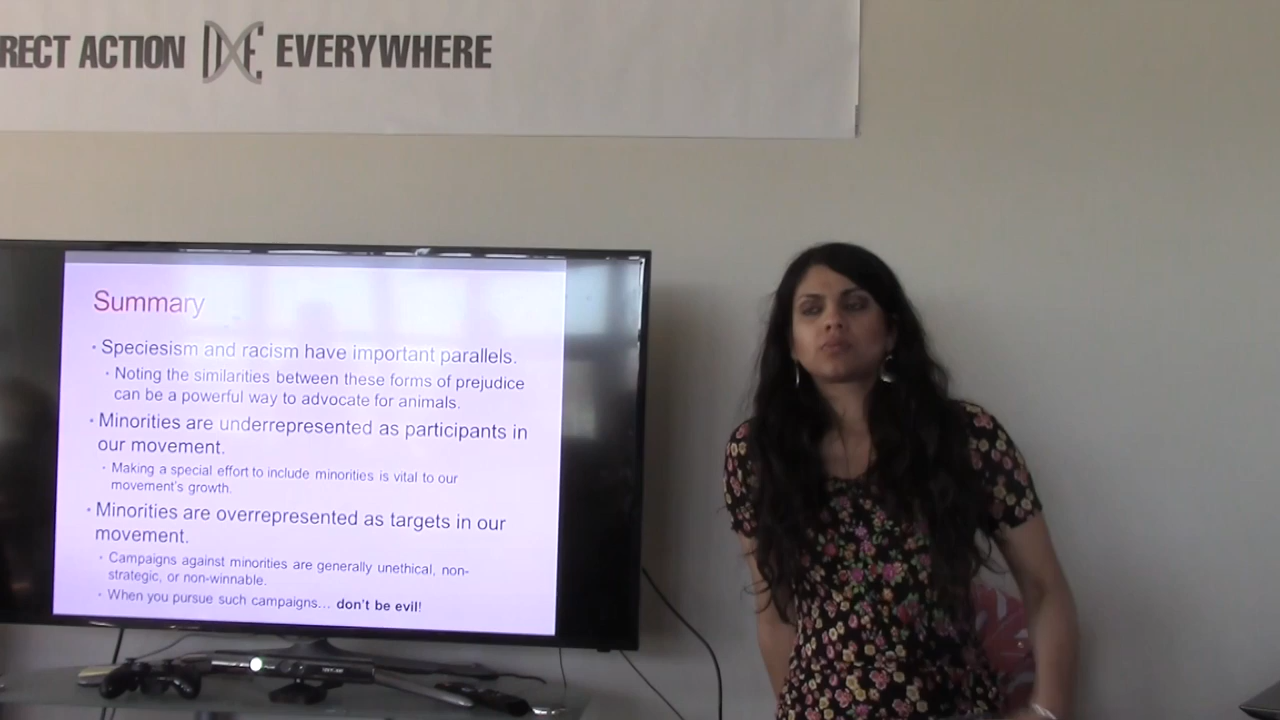 RECT ACTION DXE EVERYWHERE
Summary
• Speciesism and racism have important parallels.
• Noting the similarities between these forms of prejudice
can be a powerful way to advocate for animals.
• Minorities are underrepresented as participants in
our movement.
• Making a special effort to include minorities is vital to our
movement's growth.
• Minorities are overrepresented as targets in our
movement.
• Campaigns against minorities are generally unethical, non-
strategic, or non-winnable.
• When you pursue such campaigns… don't be evil!